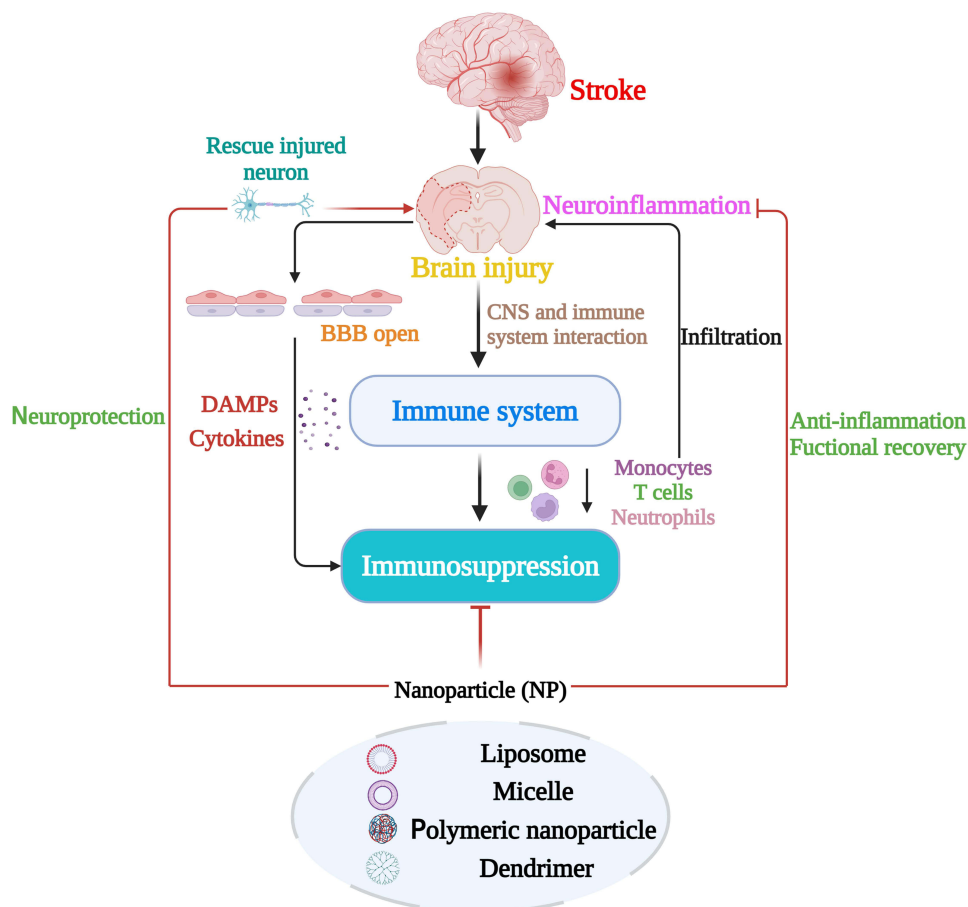 Stroke
Rescue injured
neuron
Neuroinflammation
Brain injury
CNS and immune
system interaction
BBB open
Infiltration
DAMPs
Cytokines
Immune system
Neuroprotection
Anti-inflammation
Fuctional recovery
Monocytes
T cells
Neutrophils
Immunosuppression
Nanoparticle (NP)
Liposome
Micelle
Polymeric nanoparticle
Dendrimer